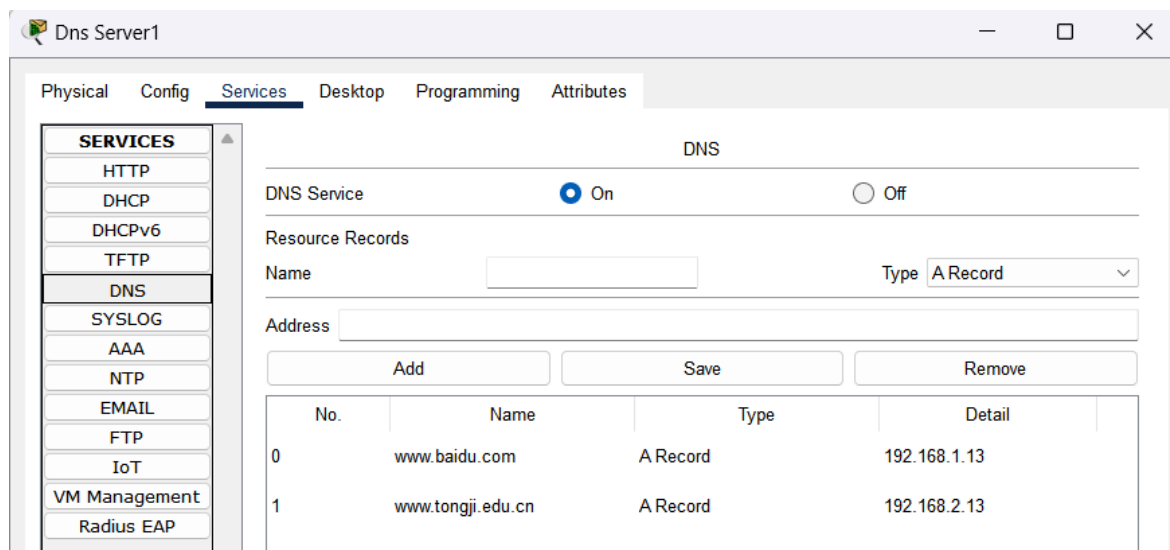 Dns Server1
Physical Config Services Desktop Programming Attributes
SERVICES
HTTP
DHCP
DHCPv6
TFTP
DNS
SYSLOG
AAA
NTP
EMAIL
FTP
IoT
VM Management
Radius EAP
DNS
DNS Service On Off
Resource Records
Name Type A Record
Address
Add Save Remove
No. Name Type Detail
0 www.baidu.com A Record 192.168.1.13
1 www.tongji.edu.cn A Record 192.168.2.13